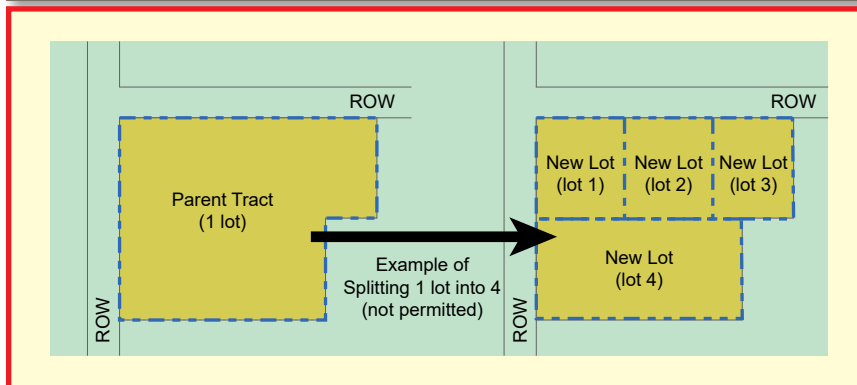 ROW
Parent Tract
(1 lot)
ROW
Example of
Splitting 1 lot into 4
(not permitted)
ROW
New Lot
(lot 1)
New Lot
(lot 2)
New Lot
(lot 3)
New Lot
(lot 4)
ROW